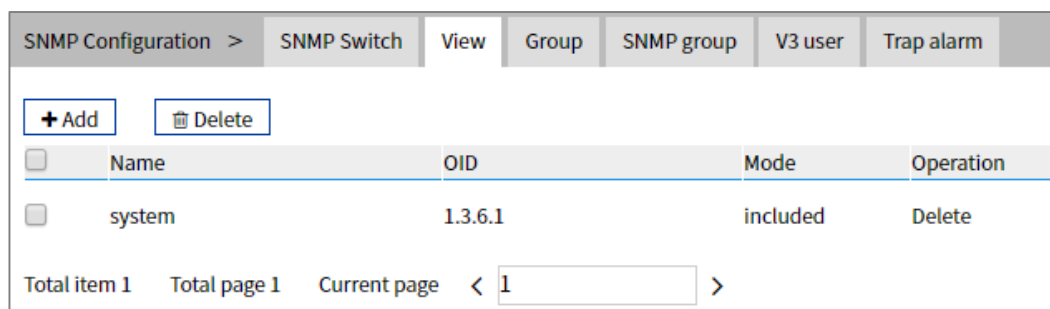 SNMP Configuration > SNMP Switch View Group SNMP group V3 user Trap alarm
+ Add Delete
Name OID Mode Operation
system 1.3.6.1 included Delete
Total item 1 Total page 1 Current page < 1 >